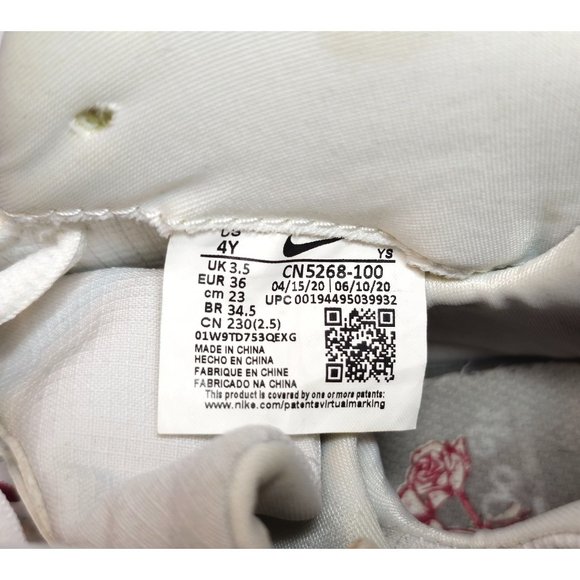 4Y
YS
UK 3.5
EUR 36
cm 23
BR 34.5
CN 230(2.5)
01W9TD753QEXG
CN5268-100
04/15/20 06/10/20
UPC 00194495039932
MADE IN CHINA
HECHO EN CHINA
FABRIQUE EN CHINE
FABRICADO NA CHINA
This product is covered by one or more patents:
www.nike.com/patentsvirtualmarking